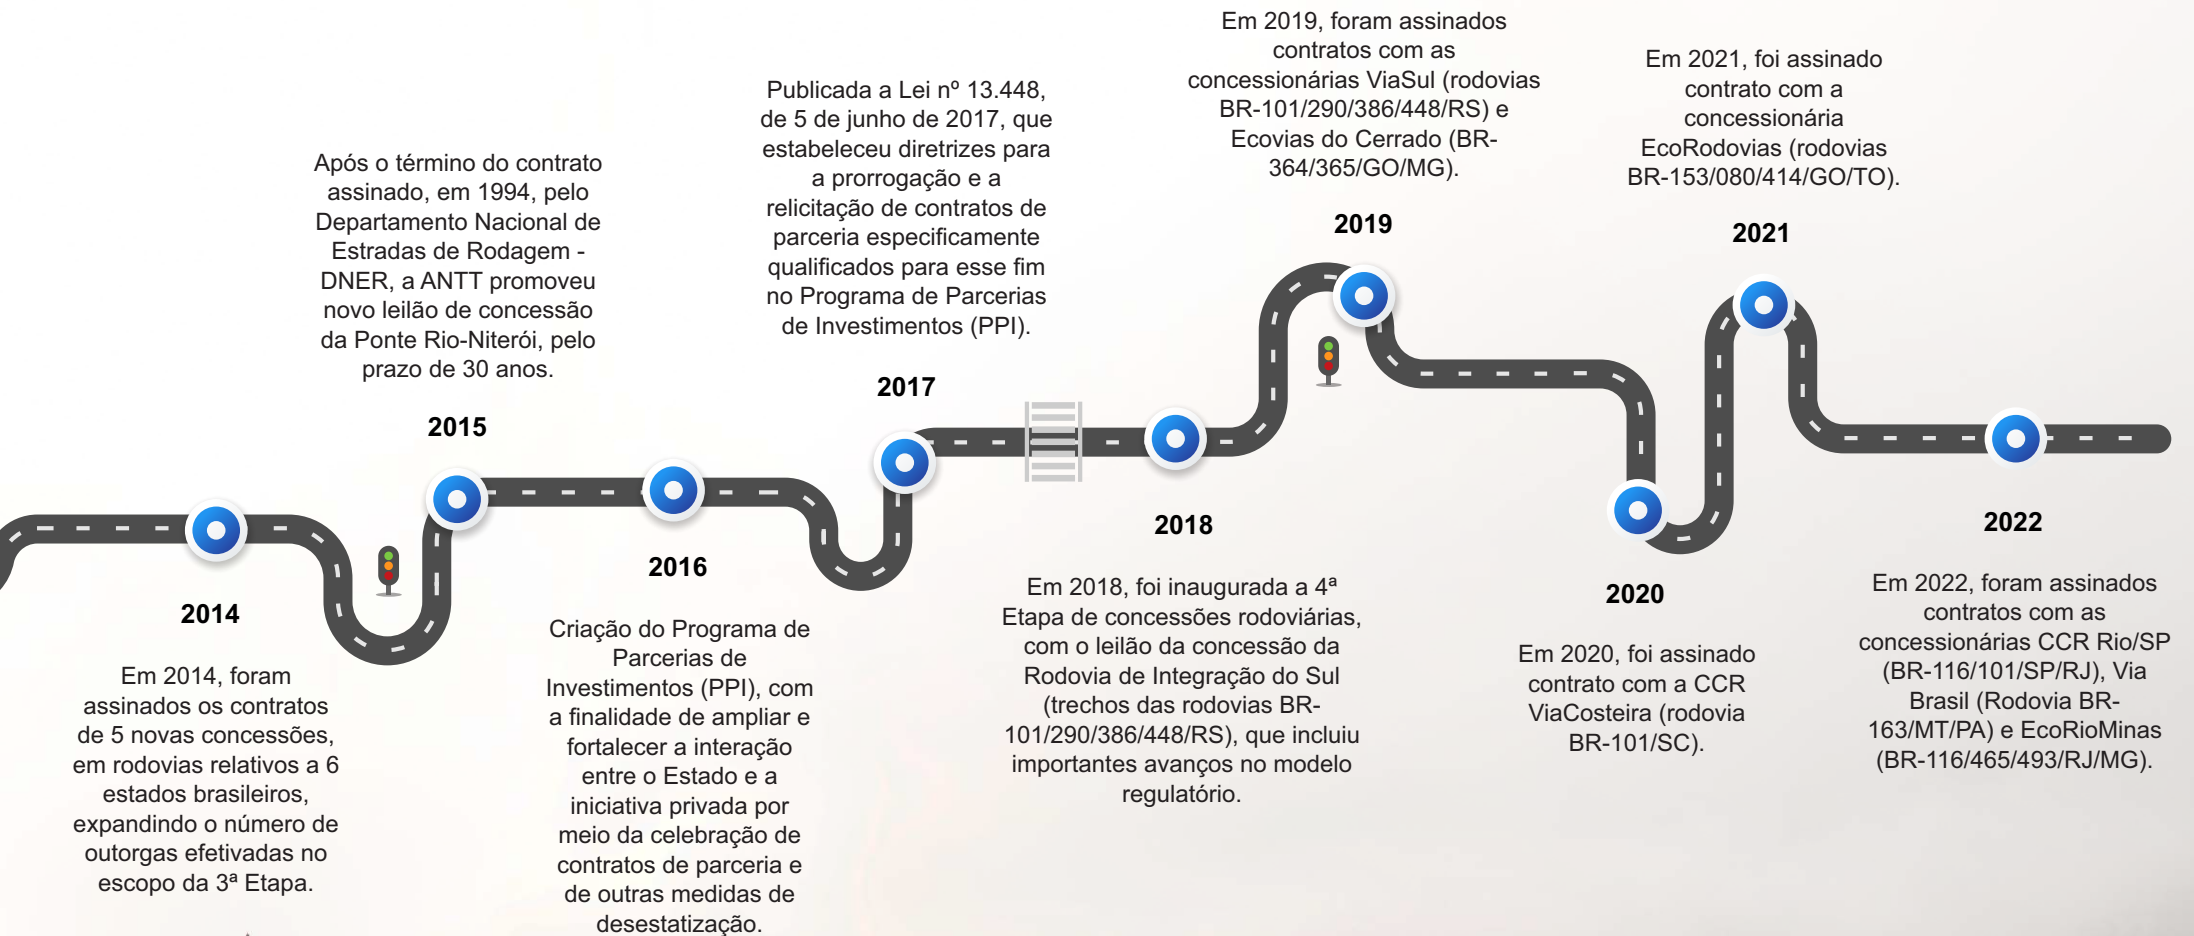 2014
Em 2014, foram
assinados os contratos
de 5 novas concessões,
em rodovias relativos a 6
estados brasileiros,
expandindo o número de
outorgas efetivadas no
escopo da 3ª Etapa.
Após o término do contrato
assinado, em 1994, pelo
Departamento Nacional de
Estradas de Rodagem -
DNER, a ANTT promoveu
novo leilão de concessão
da Ponte Rio-Niterói, pelo
prazo de 30 anos.
2015
2016
Criação do Programa de
Parcerias de
Investimentos (PPI), com
a finalidade de ampliar e
fortalecer a interação
entre o Estado e a
iniciativa privada por
meio da celebração de
contratos de parceria e
de outras medidas de
desestatização.
Publicada a Lei nº 13.448,
de 5 de junho de 2017, que
estabeleceu diretrizes para
a prorrogação e a
relicitação de contratos de
parceria especificamente
qualificados para esse fim
no Programa de Parcerias
de Investimentos (PPI).
2017
2018
Em 2018, foi inaugurada a 4ª
Etapa de concessões rodoviárias,
com o leilão da concessão da
Rodovia de Integração do Sul
(trechos das rodovias BR-
101/290/386/448/RS), que incluiu
importantes avanços no modelo
regulatório.
Em 2019, foram assinados
contratos com as
concessionárias ViaSul (rodovias
BR-101/290/386/448/RS) e
Ecovias do Cerrado (BR-
364/365/GO/MG).
2019
2020
Em 2020, foi assinado
contrato com a CCR
ViaCosteira (rodovia
BR-101/SC).
Em 2021, foi assinado
contrato com a
concessionária
EcoRodovias (rodovias
BR-153/080/414/GO/TO).
2021
2022
Em 2022, foram assinados
contratos com as
concessionárias CCR Rio/SP
(BR-116/101/SP/RJ), Via
Brasil (Rodovia BR-
163/MT/PA) e EcoRioMinas
(BR-116/465/493/RJ/MG).